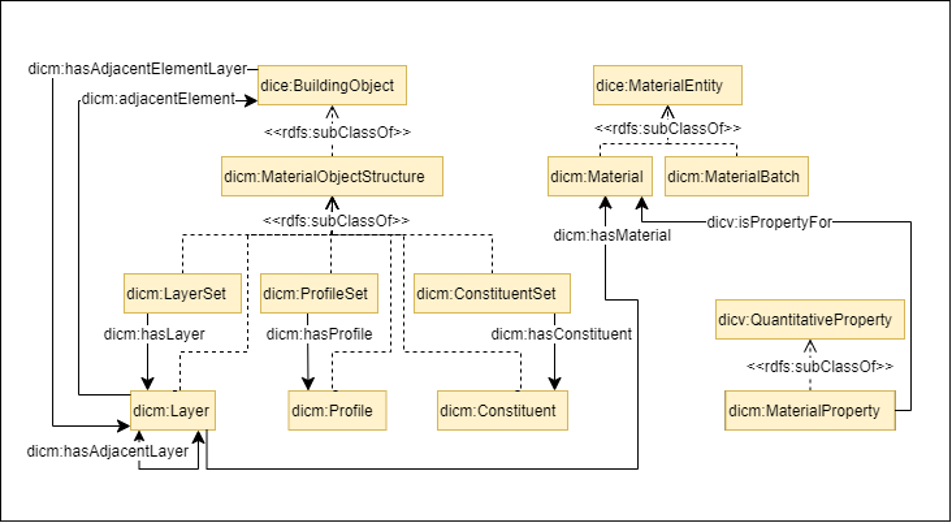 dicm:hasAdjacentElementLayer
dice:BuildingObject
dice:MaterialEntity
dicm:adjacentElement
<<rdfs:subClassOf>>
<<rdfs:subClassOf>>
dicm:MaterialObjectStructure
dicm:Material
dicm:MaterialBatch
<<rdfs:subClassOf>>
dicm:hasMaterial
dicv:isPropertyFor
dicm:LayerSet
dicm:ProfileSet
dicm:ConstituentSet
dicv:QuantitativeProperty
dicm:hasLayer
dicm:hasProfile
dicm:hasConstituent
<<rdfs:subClassOf>>
dicm:Layer
dicm:Profile
dicm:Constituent
dicm:MaterialProperty
dicm:hasAdjacentLayer